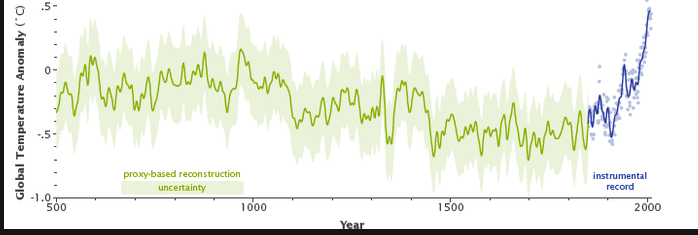 Global Temperature Anomaly (˚C)
.5
0
-.5
-1.0
proxy-based reconstruction
uncertainty
instrumental
record
500
1000
1500
2000
Year